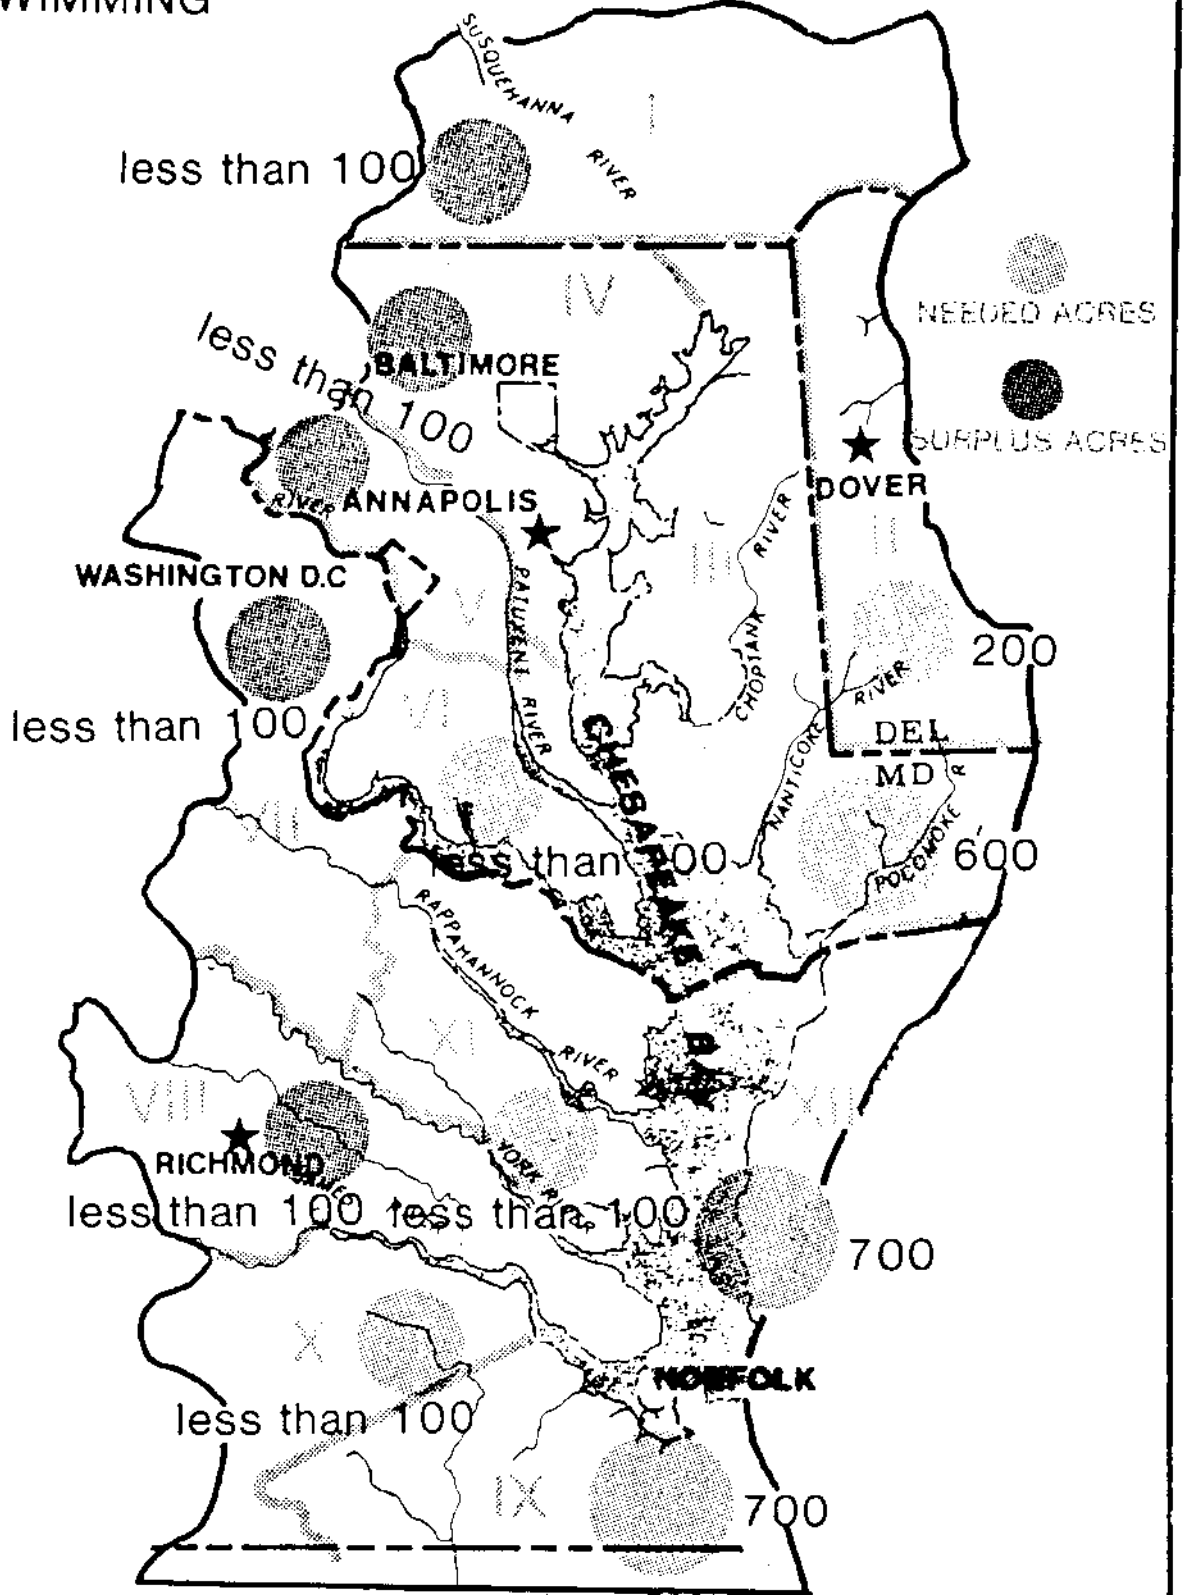 WIMMING
SUSQUEHANNA
RIVER
I
less than 100
IV
NEEDED ACRES
less than 100
BALTIMORE
SURPLUS ACRES
RIVER
ANNAPOLIS
DOVER
II
III
CHOPTANK RIVER
WASHINGTON D.C
V
PATUXENT RIVER
200
less than 100
VI
NANTICOKE RIVER
DEL
MD
CHESAPEAKE BAY
VII
less than 100
POCOMOKE R
600
RAPPAHANNOCK RIVER
XI
VIII
XII
RICHMOND
JAMES
YORK RIVER
less than 100
less than 100
700
X
NORFOLK
less than 100
IX
700